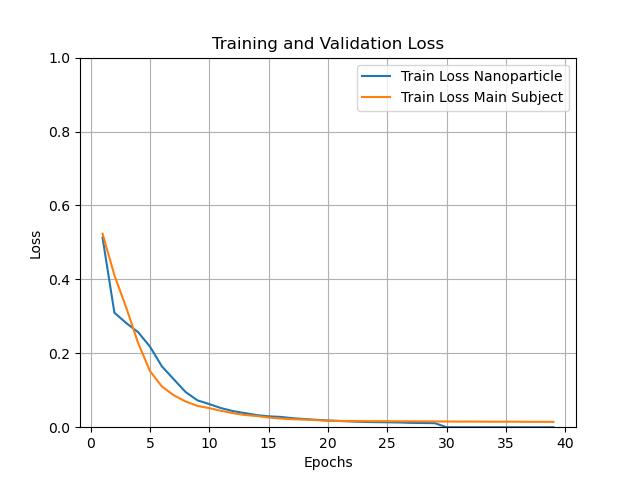 Training and Validation Loss
Train Loss Nanoparticle
Train Loss Main Subject
Loss
1.0
0.8
0.6
0.4
0.2
0.0
0 5 10 15 20 25 30 35 40
Epochs